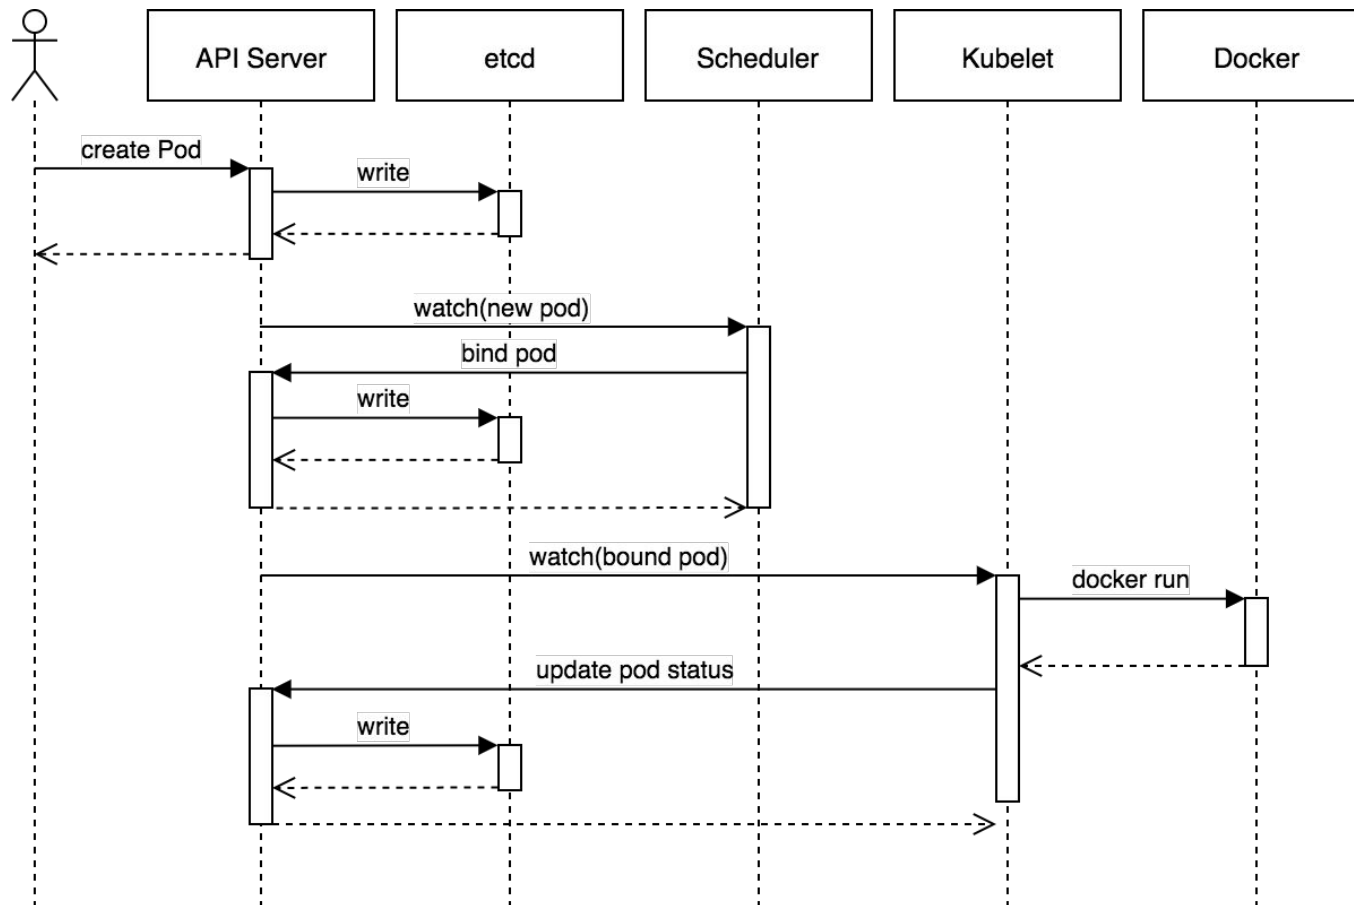 API Server
etcd
Scheduler
Kubelet
Docker
create Pod
write
watch(new pod)
bind pod
write
watch(bound pod)
docker run
update pod status
write